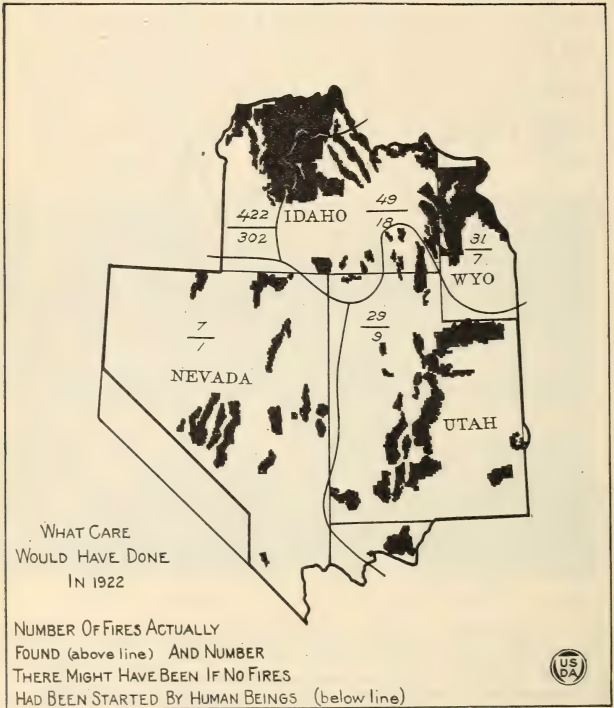 422
302
IDAHO
49
18
31
7
WYO
7
1
NEVADA
29
9
UTAH
WHAT CARE
WOULD HAVE DONE
IN 1922
NUMBER OF FIRES ACTUALLY
FOUND (above line) AND NUMBER
THERE MIGHT HAVE BEEN IF NO FIRES
HAD BEEN STARTED BY HUMAN BEINGS (below line)
US
DA